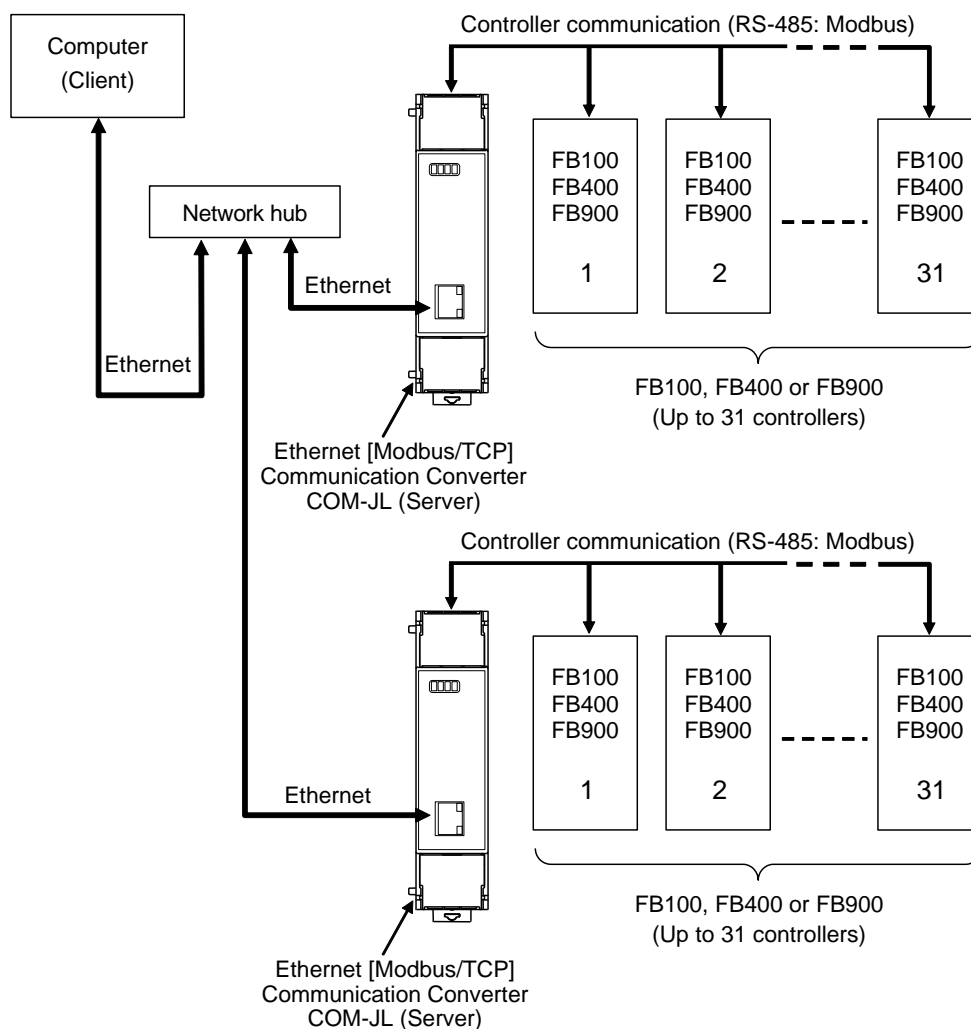 Controller communication (RS-485: Modbus)
Computer
(Client)
Network hub
Ethernet
Ethernet
FB100
FB400
FB900
1
FB100
FB400
FB900
2
FB100
FB400
FB900
31
FB100, FB400 or FB900
(Up to 31 controllers)
Ethernet [Modbus/TCP]
Communication Converter
COM-JL (Server)
Controller communication (RS-485: Modbus)
Ethernet
FB100
FB400
FB900
1
FB100
FB400
FB900
2
FB100
FB400
FB900
31
FB100, FB400 or FB900
(Up to 31 controllers)
Ethernet [Modbus/TCP]
Communication Converter
COM-JL (Server)